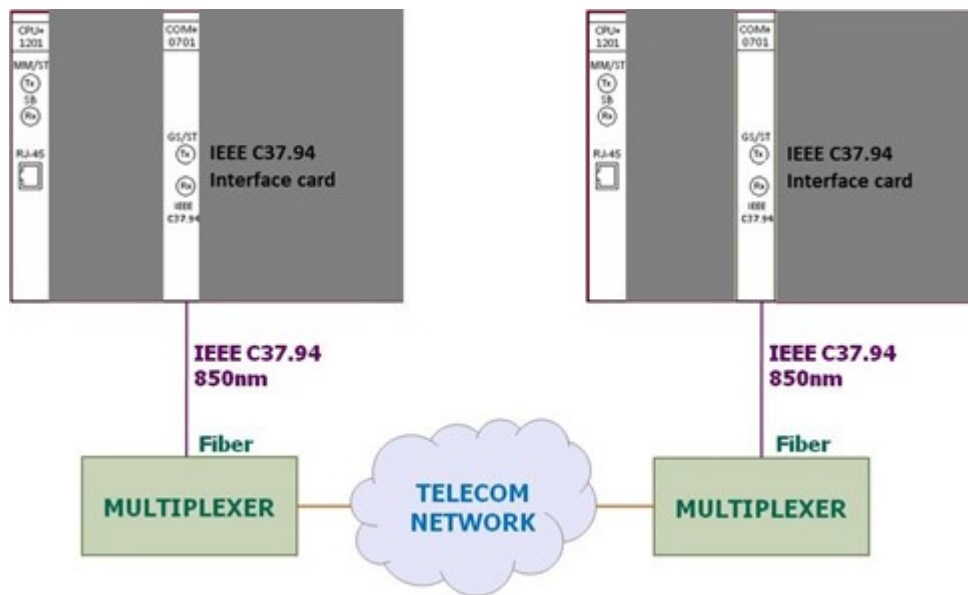 CPU+
1201
MM/ST
Tx
SB
Rx
RJ-45
COM+
0701
GS/ST
Tx
Rx
IEEE
C37.94
IEEE C37.94
Interface card
CPU+
1201
MM/ST
Tx
SB
Rx
RJ-45
COM+
0701
GS/ST
Tx
Rx
IEEE
C37.94
IEEE C37.94
Interface card
IEEE C37.94
850nm
Fiber
IEEE C37.94
850nm
Fiber
MULTIPLEXER
TELECOM
NETWORK
MULTIPLEXER